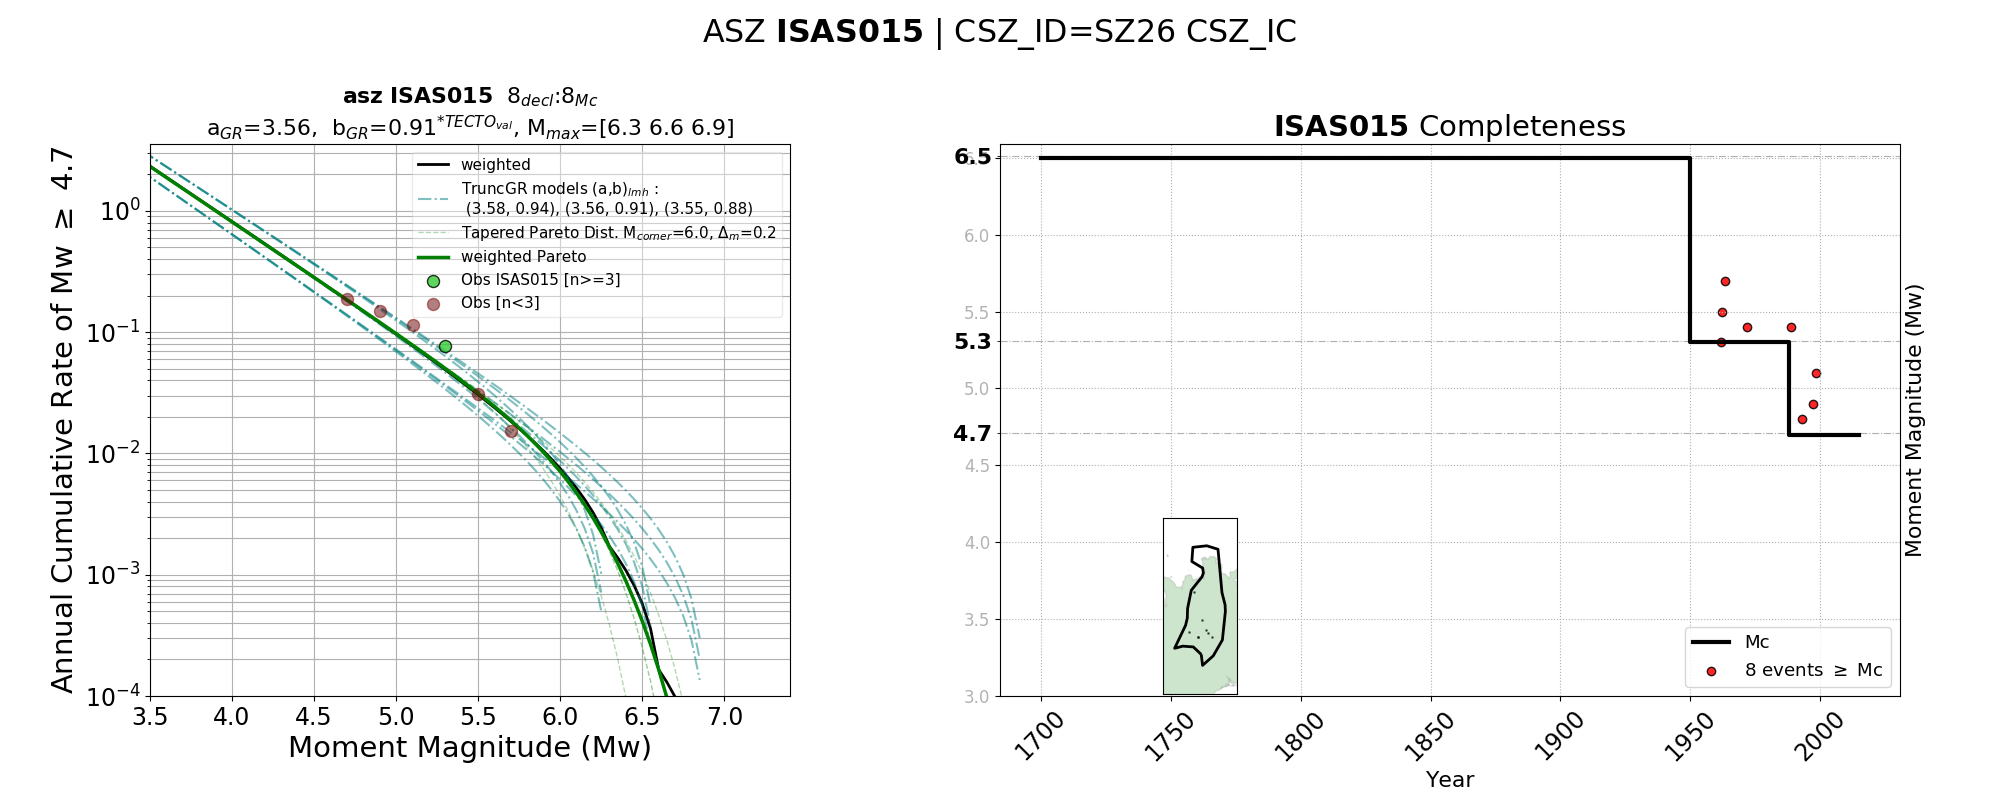 ASZ ISAS015 | CSZ_ID=SZ26 CSZ_IC
asz ISAS015 8decl:8Mc
aGR=3.56, bGR=0.91*TECTOval, Mmax=[6.3 6.6 6.9]
Annual Cumulative Rate of Mw ≥ 4.7
10^0
10^−1
10^−2
10^−3
10^−4
weighted
TruncGR models (a,b)lmh :
(3.58, 0.94), (3.56, 0.91), (3.55, 0.88)
Tapered Pareto Dist. Mcorner=6.0, Δm=0.2
weighted Pareto
Obs ISAS015 [n>=3]
Obs [n<3]
3.5 4.0 4.5 5.0 5.5 6.0 6.5 7.0
Moment Magnitude (Mw)
ISAS015 Completeness
6.5
6.0
5.5
5.3
5.0
4.7
4.5
4.0
3.5
3.0
Mc
8 events ≥ Mc
1700 1750 1800 1850 1900 1950 2000
Year
Moment Magnitude (Mw)